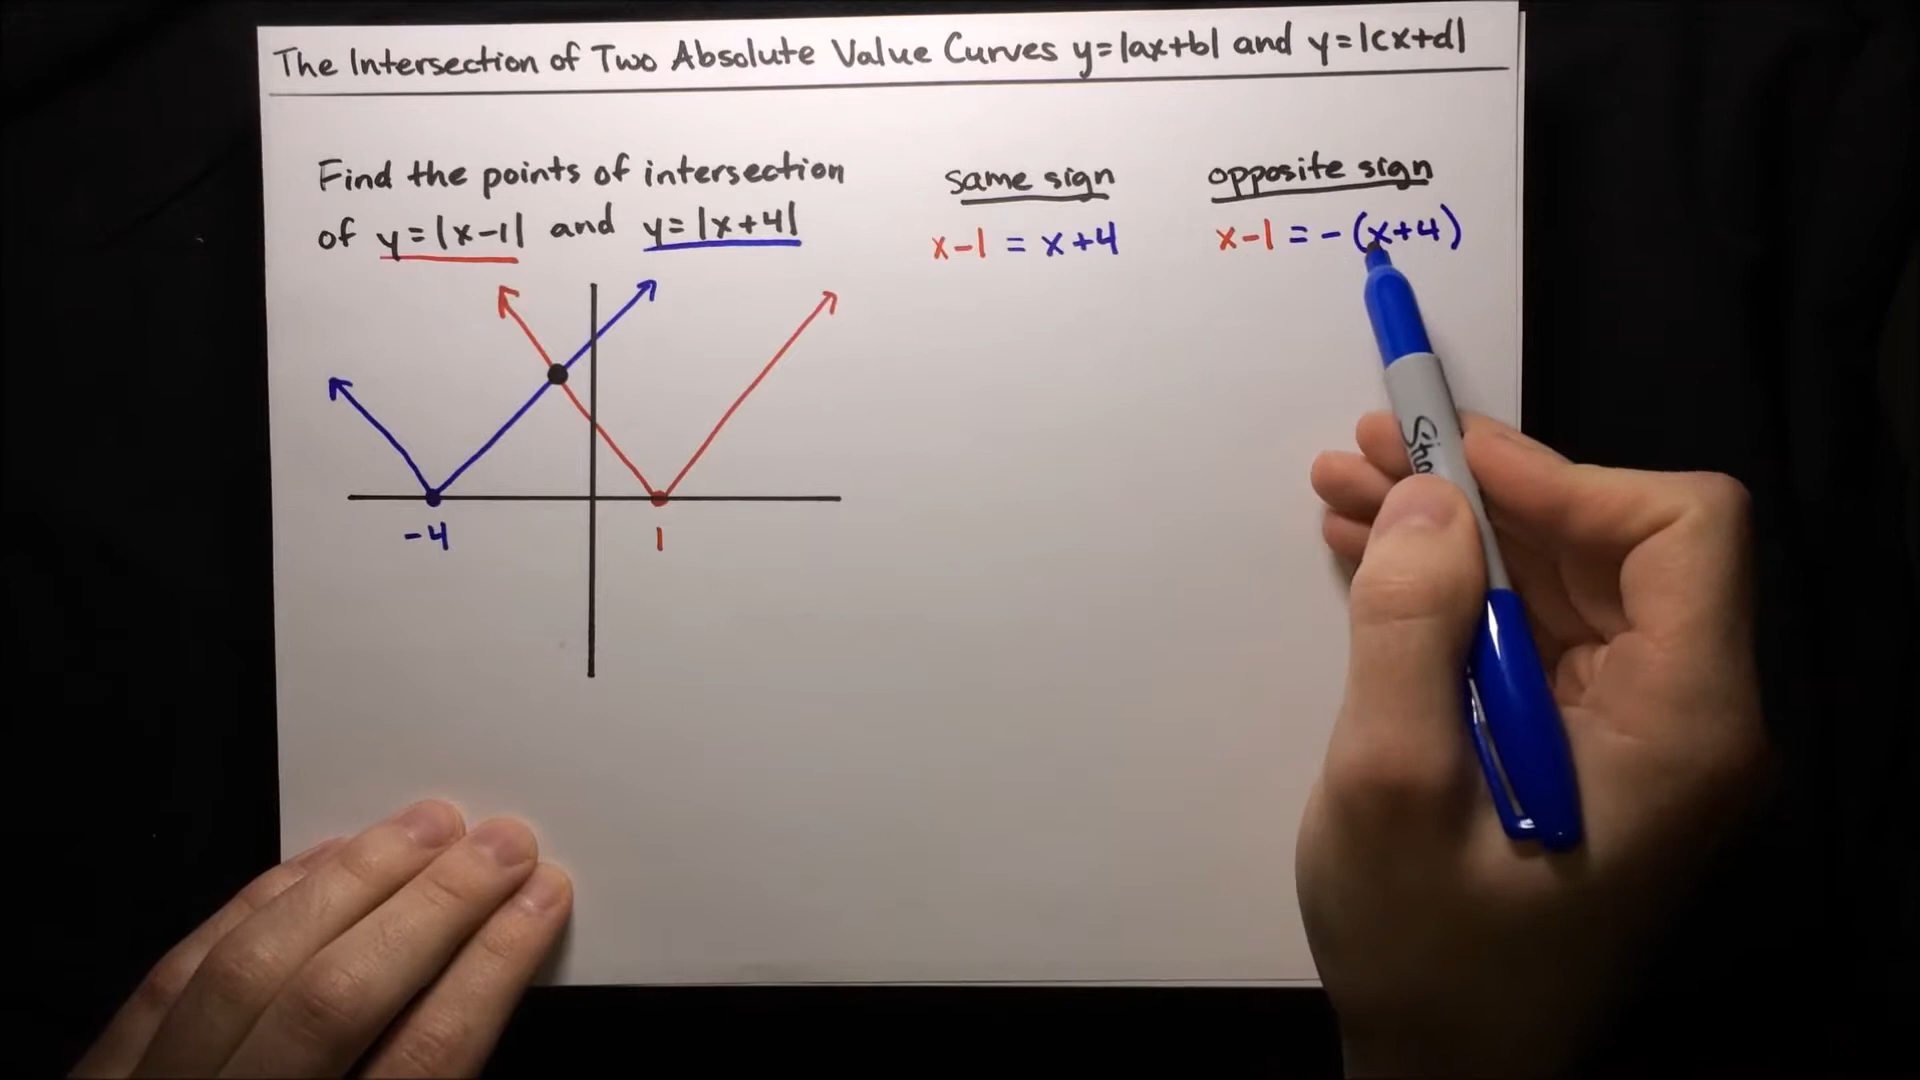 The Intersection of Two Absolute Value Curves y=|ax+b| and y=|cx+d|
Find the points of intersection
of y=|x-1| and y=|x+4|
same sign
x-1 = x+4
opposite sign
x-1 = -(x+4)
-4
1
Sha